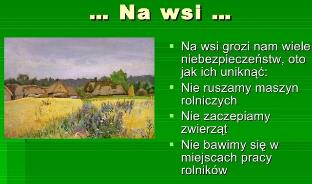 ... Na wsi ...
Na wsi grozi nam wiele
niebezpieczeństw, oto
jak ich uniknąć:
Nie ruszamy maszyn
rolniczych
Nie zaczepiamy
zwierząt
Nie bawimy się w
miejscach pracy
rolników